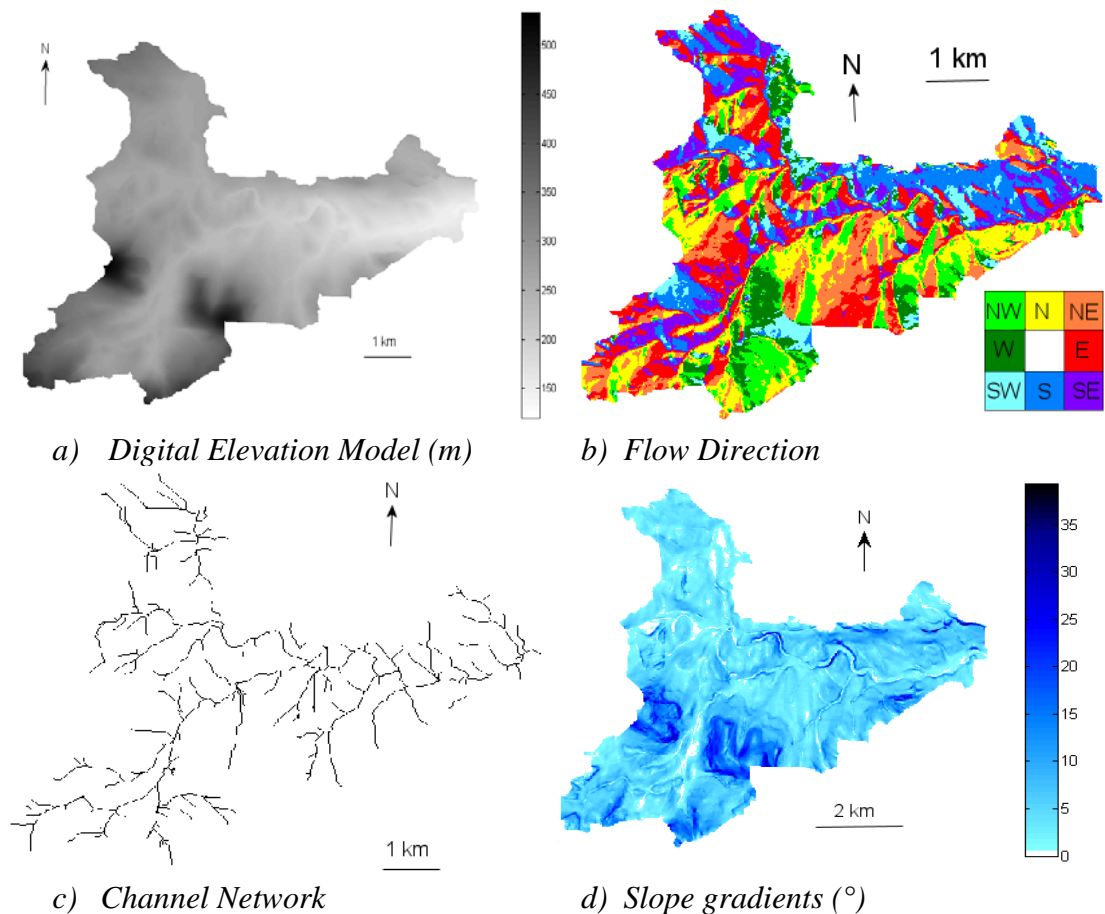 N
1 km
500
450
400
350
300
250
200
150
a) Digital Elevation Model (m)
N
1 km
NW N NE
W E
SW S SE
b) Flow Direction
N
1 km
c) Channel Network
N
2 km
35
30
25
20
15
10
5
0
d) Slope gradients (°)